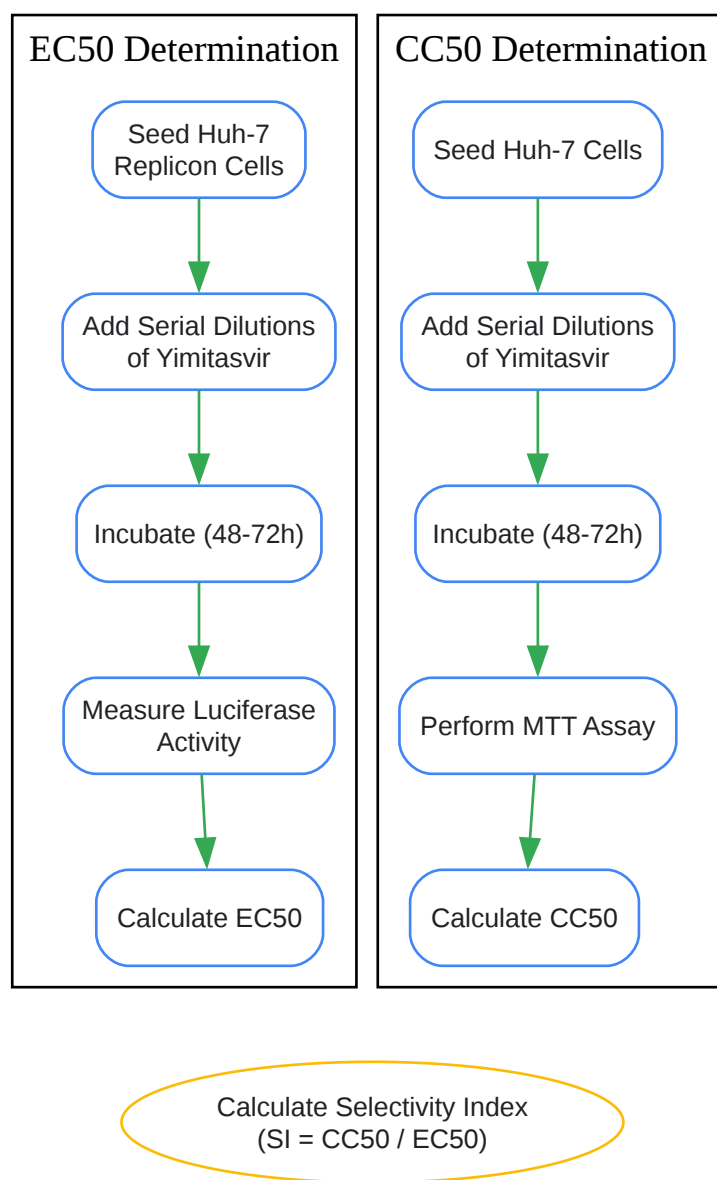 EC50 Determination
Seed Huh-7
Replicon Cells
Add Serial Dilutions
of Yimitasvir
Incubate (48-72h)
Measure Luciferase
Activity
Calculate EC50
CC50 Determination
Seed Huh-7 Cells
Add Serial Dilutions
of Yimitasvir
Incubate (48-72h)
Perform MTT Assay
Calculate CC50
Calculate Selectivity Index
(SI = CC50 / EC50)